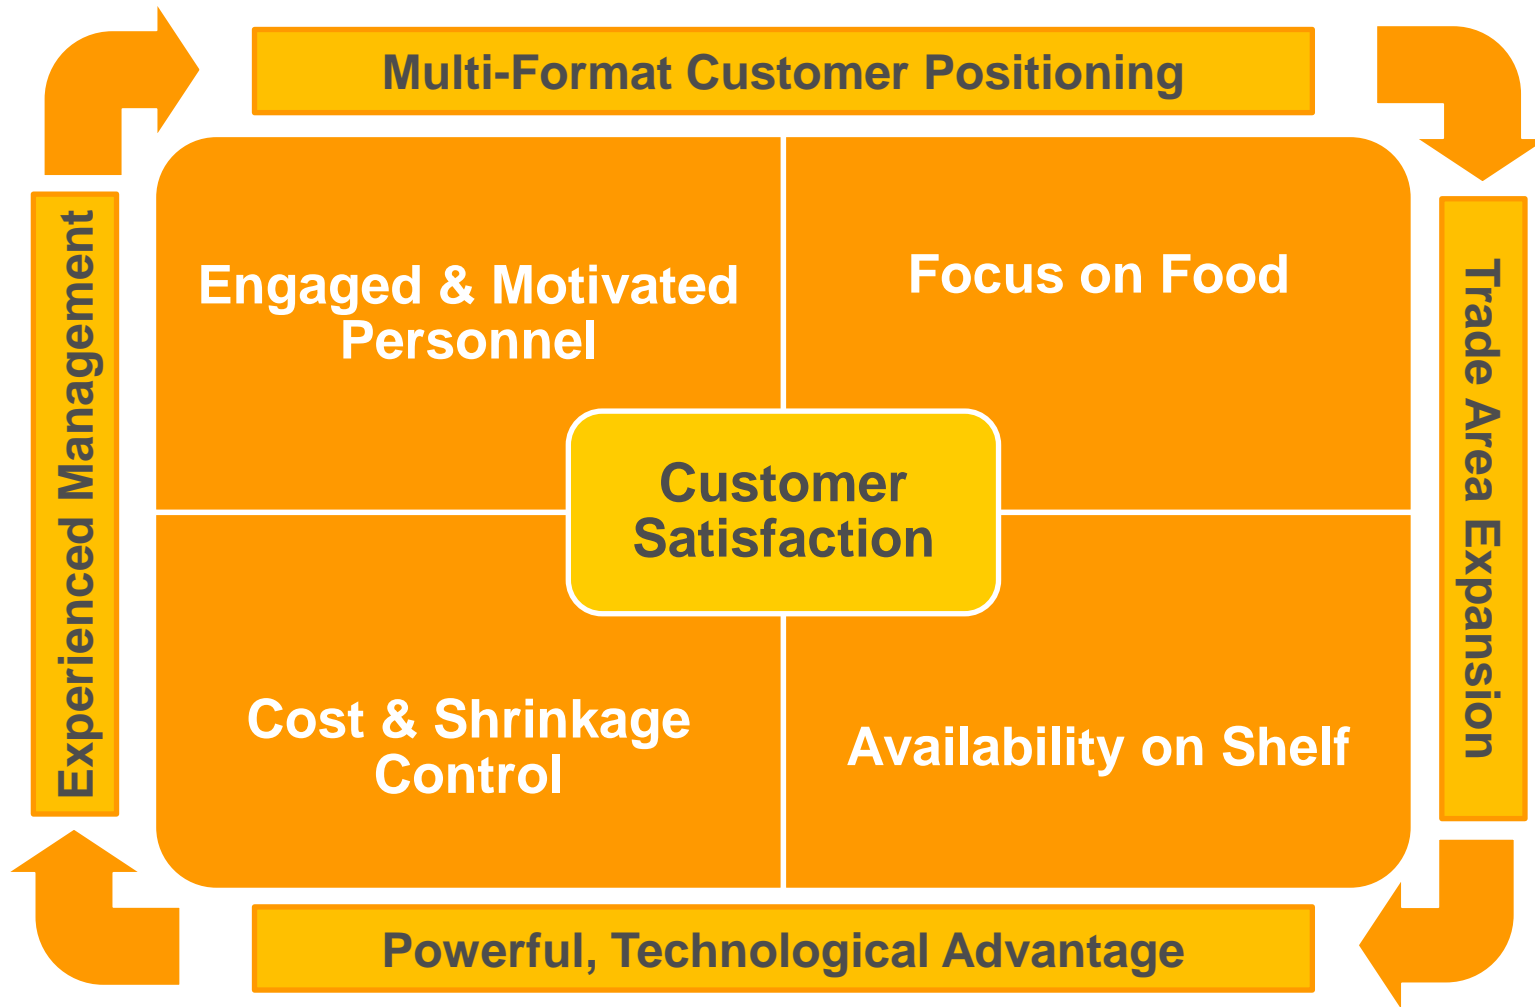 Multi-Format Customer Positioning
Experienced Management
Engaged & Motivated
Personnel
Focus on Food
Trade Area Expansion
Customer
Satisfaction
Cost & Shrinkage
Control
Availability on Shelf
Powerful, Technological Advantage